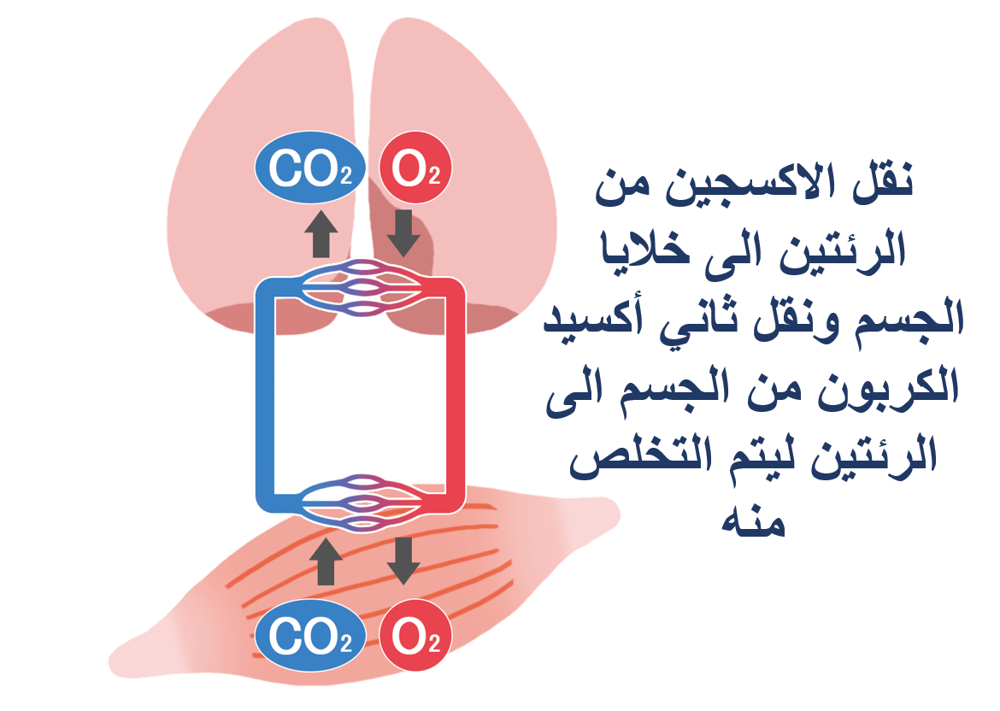 CO₂ O₂
نقل الاكسجين من
الرئتين الى خلايا
الجسم ونقل ثاني أكسيد
الكربون من الجسم الى
الرئتين ليتم التخلص
منه
CO₂ O₂